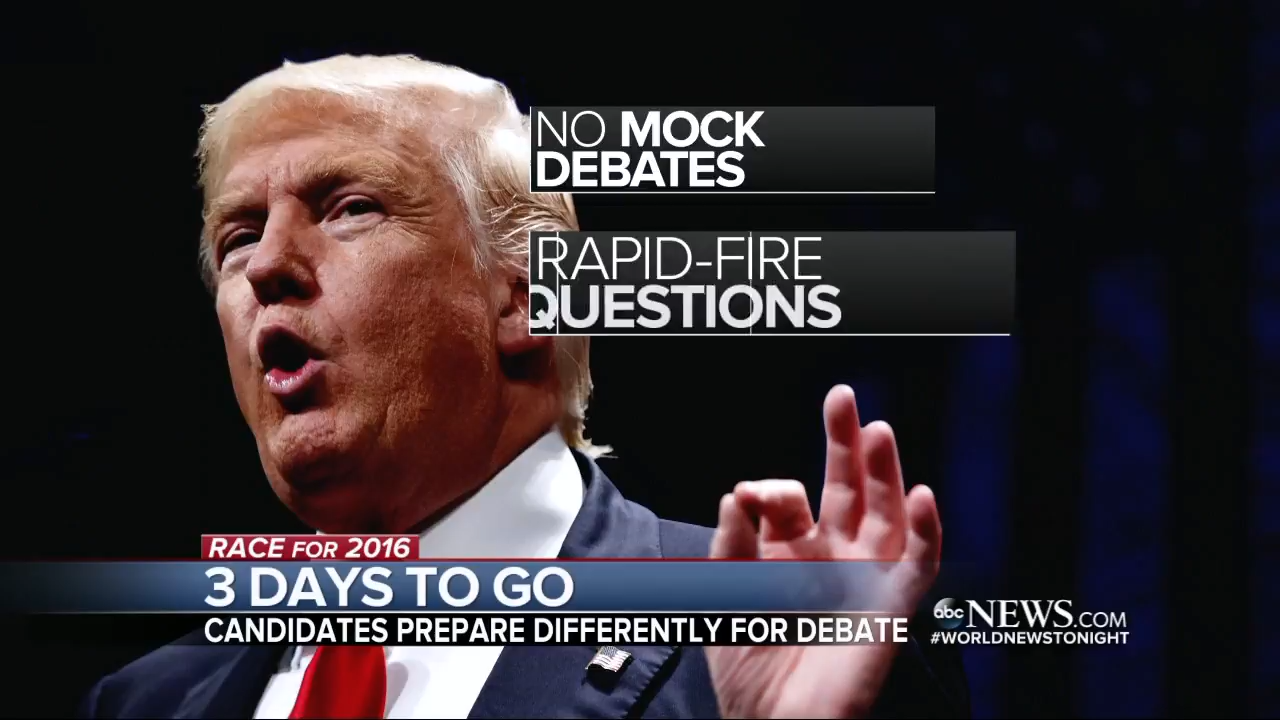 NO MOCK
DEBATES
RAPID-FIRE
QUESTIONS
RACE FOR 2016
3 DAYS TO GO
CANDIDATES PREPARE DIFFERENTLY FOR DEBATE
abc NEWS.COM
#WORLDNEWSTONIGHT